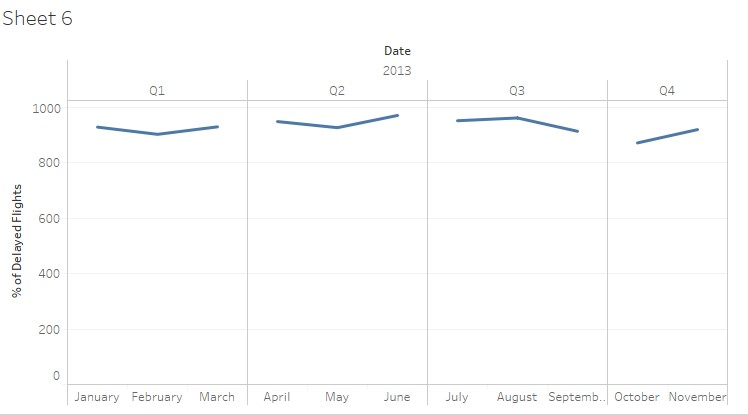 Sheet 6
Date
2013
Q1 Q2 Q3 Q4
1000
800
600
400
200
0
% of Delayed Flights
January February March April May June July August Septemb.. October November